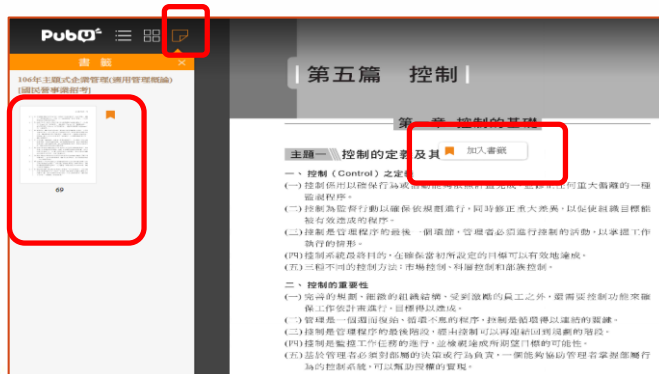 PubU
書 籤
×
106年主題式企業管理(適用管理概論)
[國民營事業招考]
69
第五篇 控制
第一章 控制的基礎
加入書籤
主題一 控制的定義及其
一、控制（Control）之定
(一)控制係用以確保行為或活動能夠依照計畫完成，並修正任何重大偏離的一種
監視程序。
(二)控制為監督行動以確保依規劃進行，同時修正重大差異，以促使組織目標能
被有效達成的程序。
(三)控制是管理程序的最後一個環節，管理者必須進行控制的活動，以掌握工作
執行的情形。
(四)控制系統最終目的，在確保當初所設定的目標可以有效地達成。
(五)三種不同的控制方法：市場控制、科層控制和部族控制。
二、控制的重要性
(一)完善的規劃、細緻的組織結構、受到激勵的員工之外，還需要控制功能來確
保工作依計畫進行，目標得以達成。
(二)管理是一個週而復始、循環不息的程序，控制是循環得以連結的關鍵。
(三)控制是管理程序的最後階段，經由控制可以再連結回到規劃的階段。
(四)控制是監控工作任務的進行，並檢視達成所期望目標的可能性。
(五)基於管理者必須對部屬的決策或行為負責，一個能夠協助管理者掌握部屬行
為的控制系統，可以幫助授權的實現。